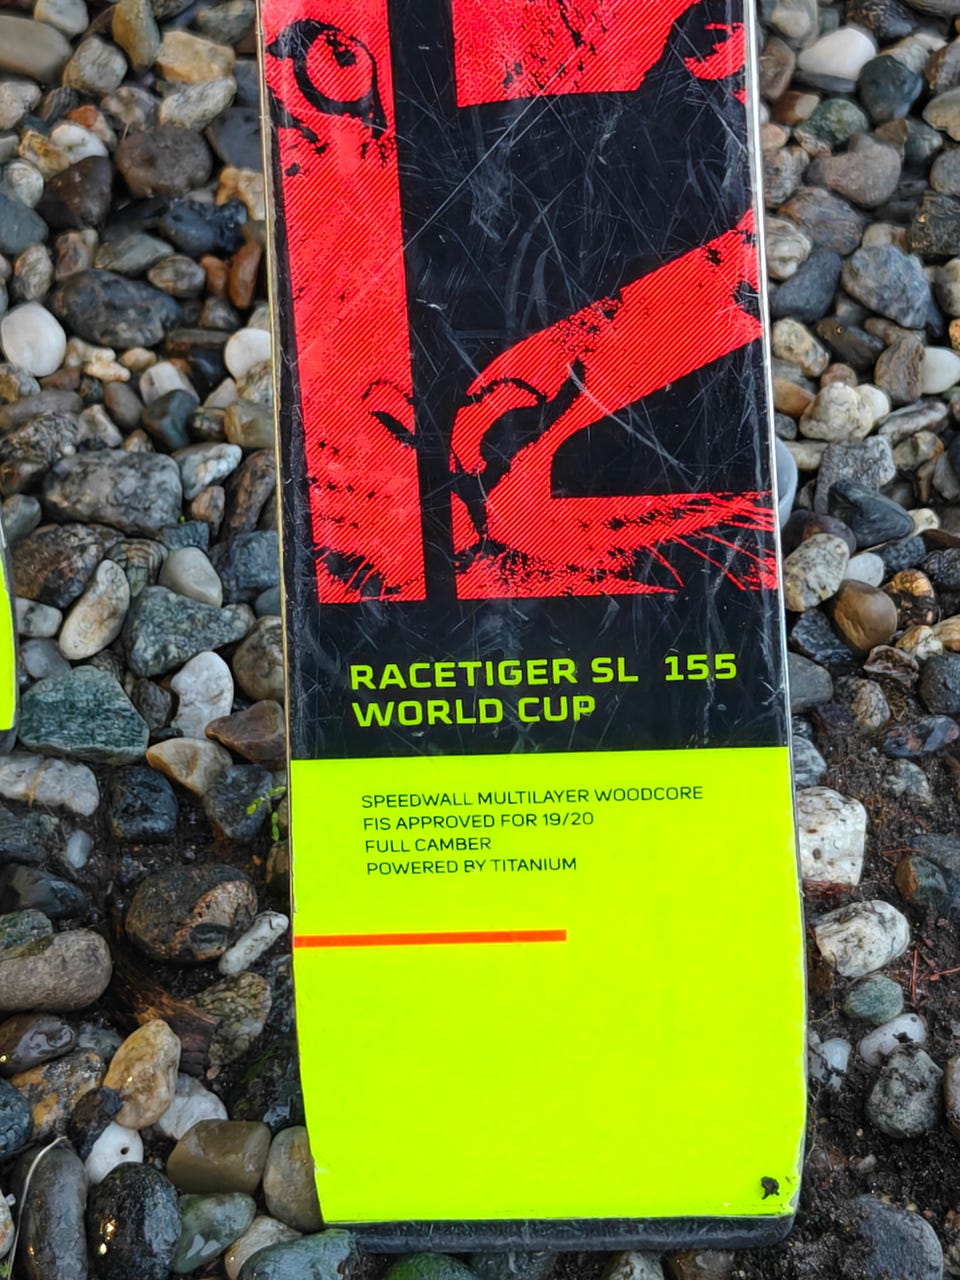 RACETIGER SL 155
WORLD CUP
SPEEDWALL MULTILAYER WOODCORE
FIS APPROVED FOR 19/20
FULL CAMBER
POWERED BY TITANIUM